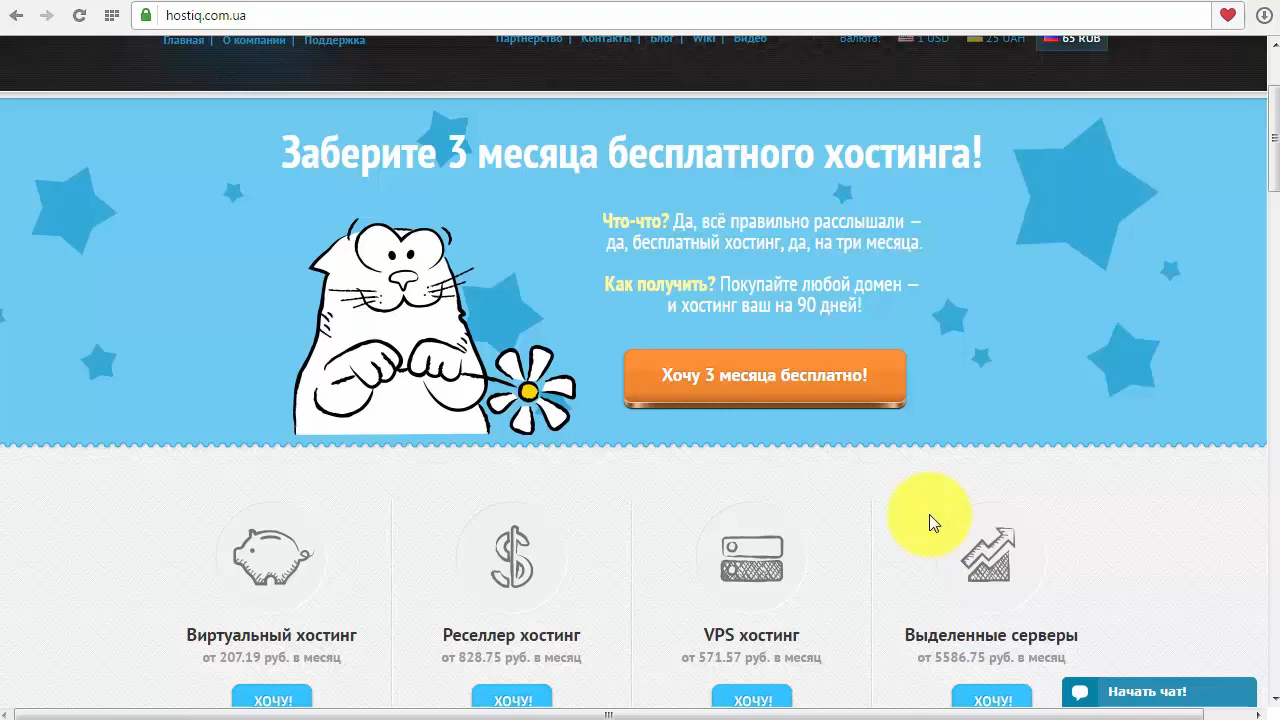 hostiq.com.ua
Главная | О компании | Поддержка
Партнерство | Контакты | Блог | Wiki | Видео
Валюта: 1 USD 25 UAH 65 RUB
Заберите 3 месяца бесплатного хостинга!
Что-что? Да, всё правильно расслышали —
да, бесплатный хостинг, да, на три месяца.
Как получить? Покупайте любой домен —
и хостинг ваш на 90 дней!
Хочу 3 месяца бесплатно!
Виртуальный хостинг
от 207.19 руб. в месяц
ХОЧУ!
Реселлер хостинг
от 828.75 руб. в месяц
ХОЧУ!
VPS хостинг
от 571.57 руб. в месяц
ХОЧУ!
Выделенные серверы
от 5586.75 руб. в месяц
ХОЧУ!
Начать чат!